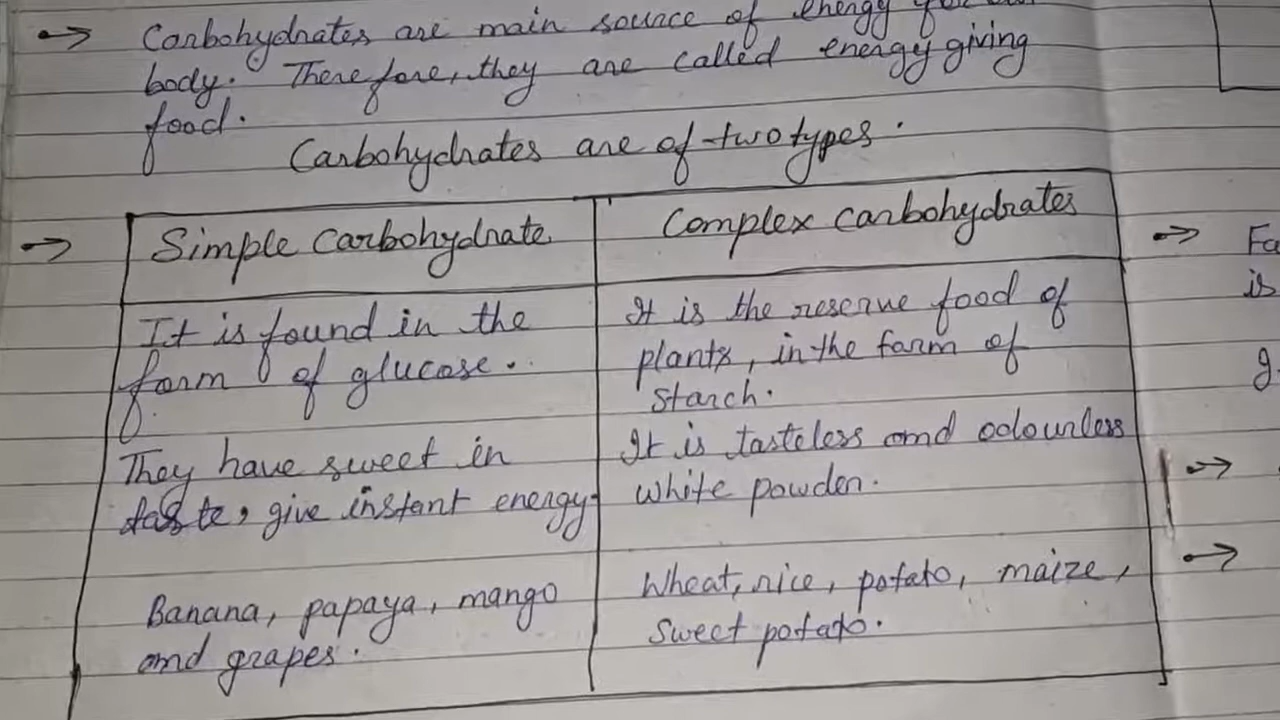 → Carbohydrates are main source of energy for our
body. Therefore, they are called energy giving
food.
Carbohydrates are of two types.
→ Simple Carbohydrate
Complex Carbohydrates
It is found in the
form of glucose.
They have sweet in
taste, give instant energy
Banana, papaya, mango
and grapes.
It is the reserve food of
plants, in the form of
starch.
It is tasteless and odourless
white powder.
Wheat, rice, potato, maize,
Sweet potato.
→
is
g
→
→